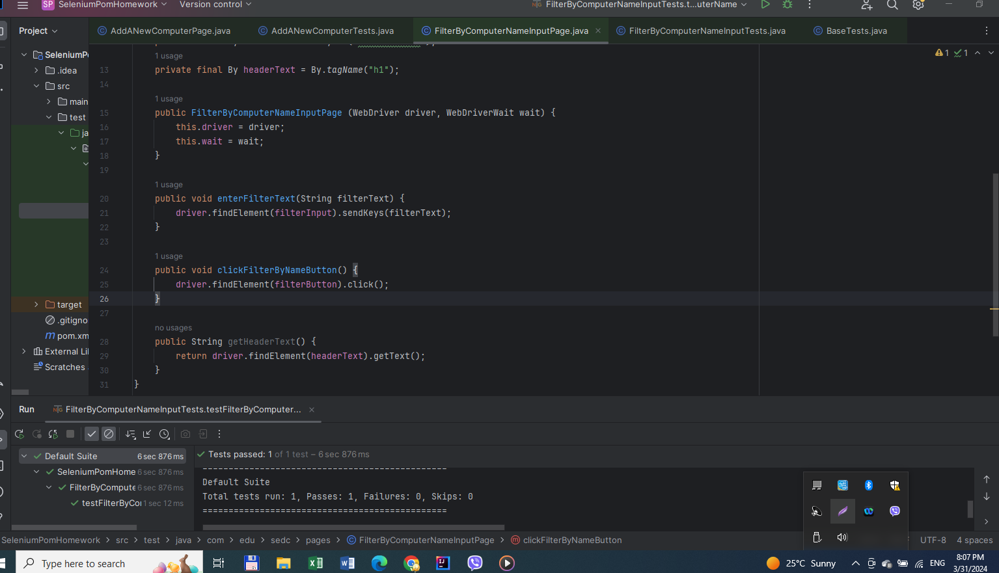 SP SeleniumPomHomework Version control FilterByComputerNameInputTests.t...uterName
Project AddANewComputerPage.java AddANewComputerTests.java FilterByComputerNameInputPage.java FilterByComputerNameInputTests.java BaseTests.java
SeleniumPo
.idea
src
main
test
ja
target
.gitigno
pom.xm
External Lil
Scratches
1 1
1 usage
13 private final By headerText = By.tagName("h1");
14
1 usage
15 public FilterByComputerNameInputPage (WebDriver driver, WebDriverWait wait) {
16 this.driver = driver;
17 this.wait = wait;
18 }
19
1 usage
20 public void enterFilterText(String filterText) {
21 driver.findElement(filterInput).sendKeys(filterText);
22 }
23
1 usage
24 public void clickFilterByNameButton() {
25 driver.findElement(filterButton).click();
26 }
27
no usages
28 public String getHeaderText() {
29 return driver.findElement(headerText).getText();
30 }
31 }
Run FilterByComputerNameInputTests.testFilterByComputer...
Default Suite 6 sec 876 ms
SeleniumPomHome 6 sec 876 ms
FilterByCompute 6 sec 876 ms
testFilterByCo 1 sec 12 ms
Tests passed: 1 of 1 test – 6 sec 876 ms
===============================================
Default Suite
Total tests run: 1, Passes: 1, Failures: 0, Skips: 0
===============================================
SeleniumPomHomework > src > test > java > com > edu > sedc > pages > FilterByComputerNameInputPage > clickFilterByNameButton UTF-8 4 spaces
Type here to search 25°C Sunny ENG 8:07 PM
3/31/2024